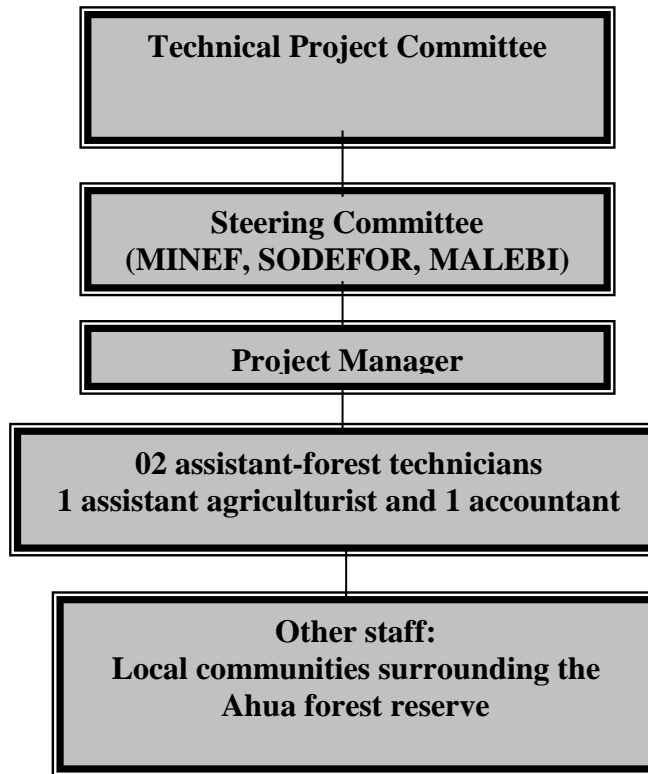 Technical Project Committee
Steering Committee
(MINEF, SODEFOR, MALEBI)
Project Manager
02 assistant-forest technicians
1 assistant agriculturist and 1 accountant
Other staff:
Local communities surrounding the
Ahua forest reserve